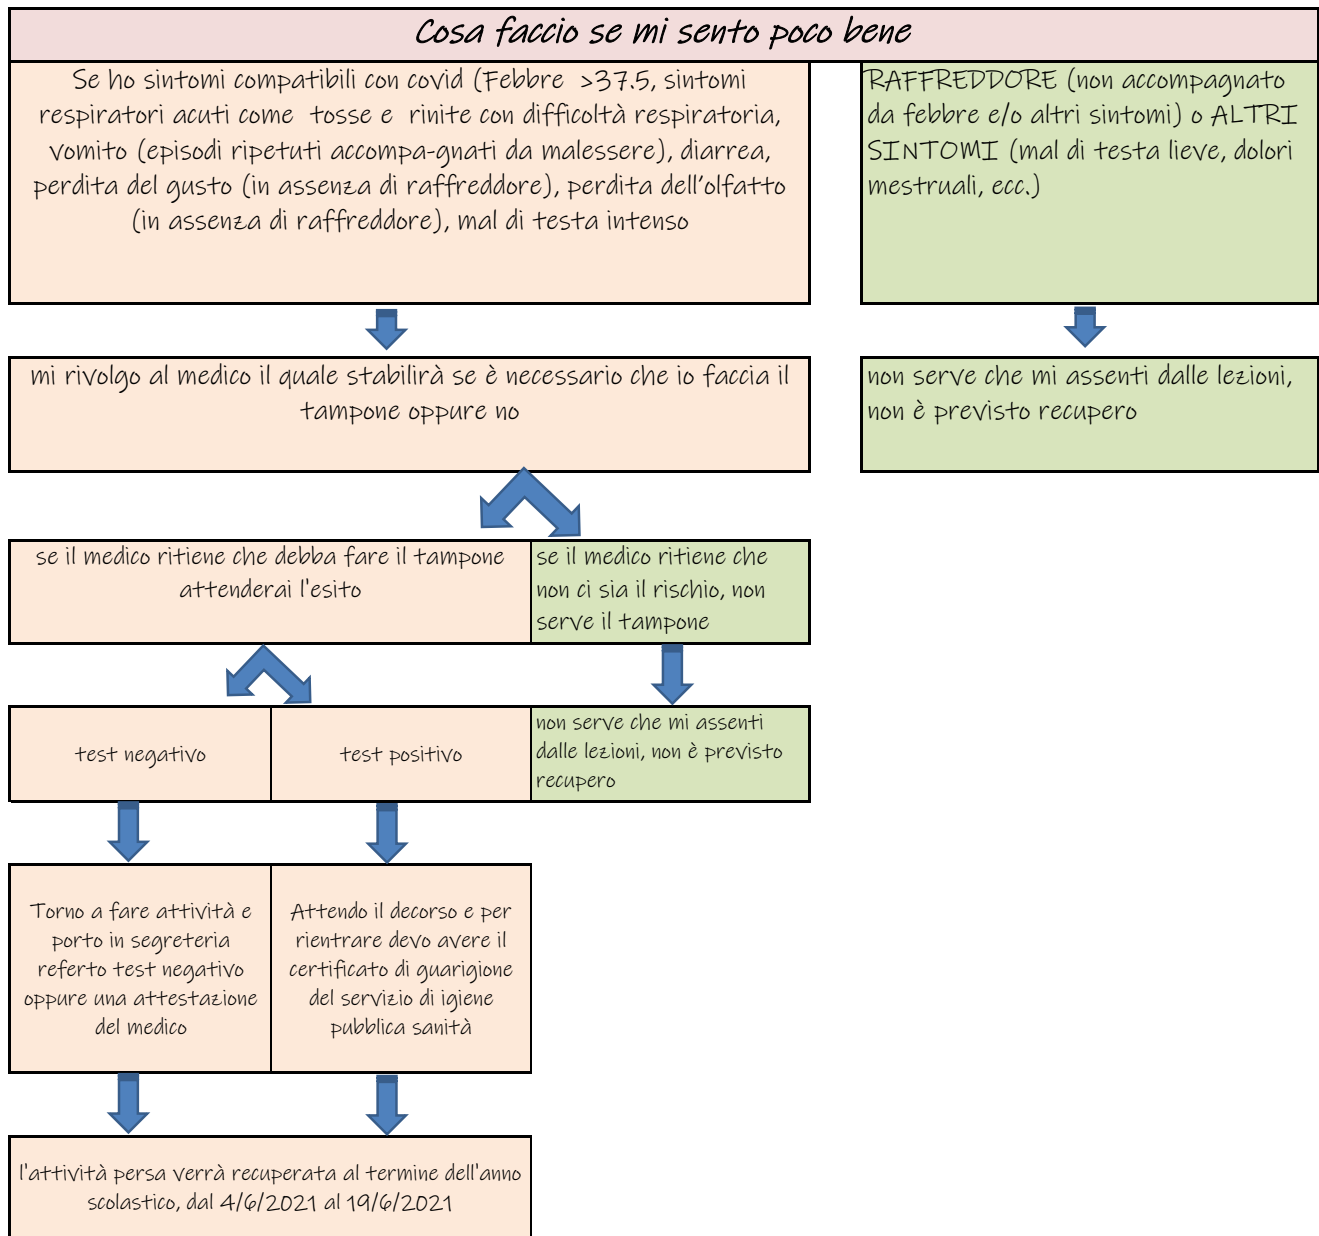 Cosa faccio se mi sento poco bene
Se ho sintomi compatibili con covid (Febbre >37.5, sintomi
respiratori acuti come tosse e rinite con difficoltà respiratoria,
vomito (episodi ripetuti accompa-gnati da malessere), diarrea,
perdita del gusto (in assenza di raffreddore), perdita dell'olfatto
(in assenza di raffreddore), mal di testa intenso
RAFFREDDORE (non accompagnato
da febbre e/o altri sintomi) o ALTRI
SINTOMI (mal di testa lieve, dolori
mestruali, ecc.)
mi rivolgo al medico il quale stabilirà se è necessario che io faccia il
tampone oppure no
non serve che mi assenti dalle lezioni,
non è previsto recupero
se il medico ritiene che debba fare il tampone
attenderai l'esito
se il medico ritiene che
non ci sia il rischio, non
serve il tampone
test negativo
test positivo
non serve che mi assenti
dalle lezioni, non è previsto
recupero
Torno a fare attività e
porto in segreteria
referto test negativo
oppure una attestazione
del medico
Attendo il decorso e per
rientrare devo avere il
certificato di guarigione
del servizio di igiene
pubblica sanità
l'attività persa verrà recuperata al termine dell'anno
scolastico, dal 4/6/2021 al 19/6/2021